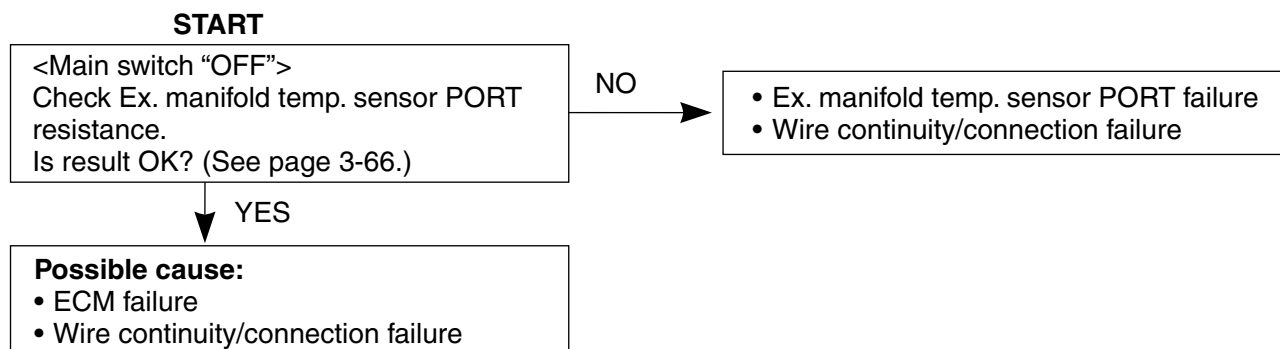 START
<Main switch “OFF”>
Check Ex. manifold temp. sensor PORT
resistance.
Is result OK? (See page 3-66.)
NO
• Ex. manifold temp. sensor PORT failure
• Wire continuity/connection failure
YES
Possible cause:
• ECM failure
• Wire continuity/connection failure